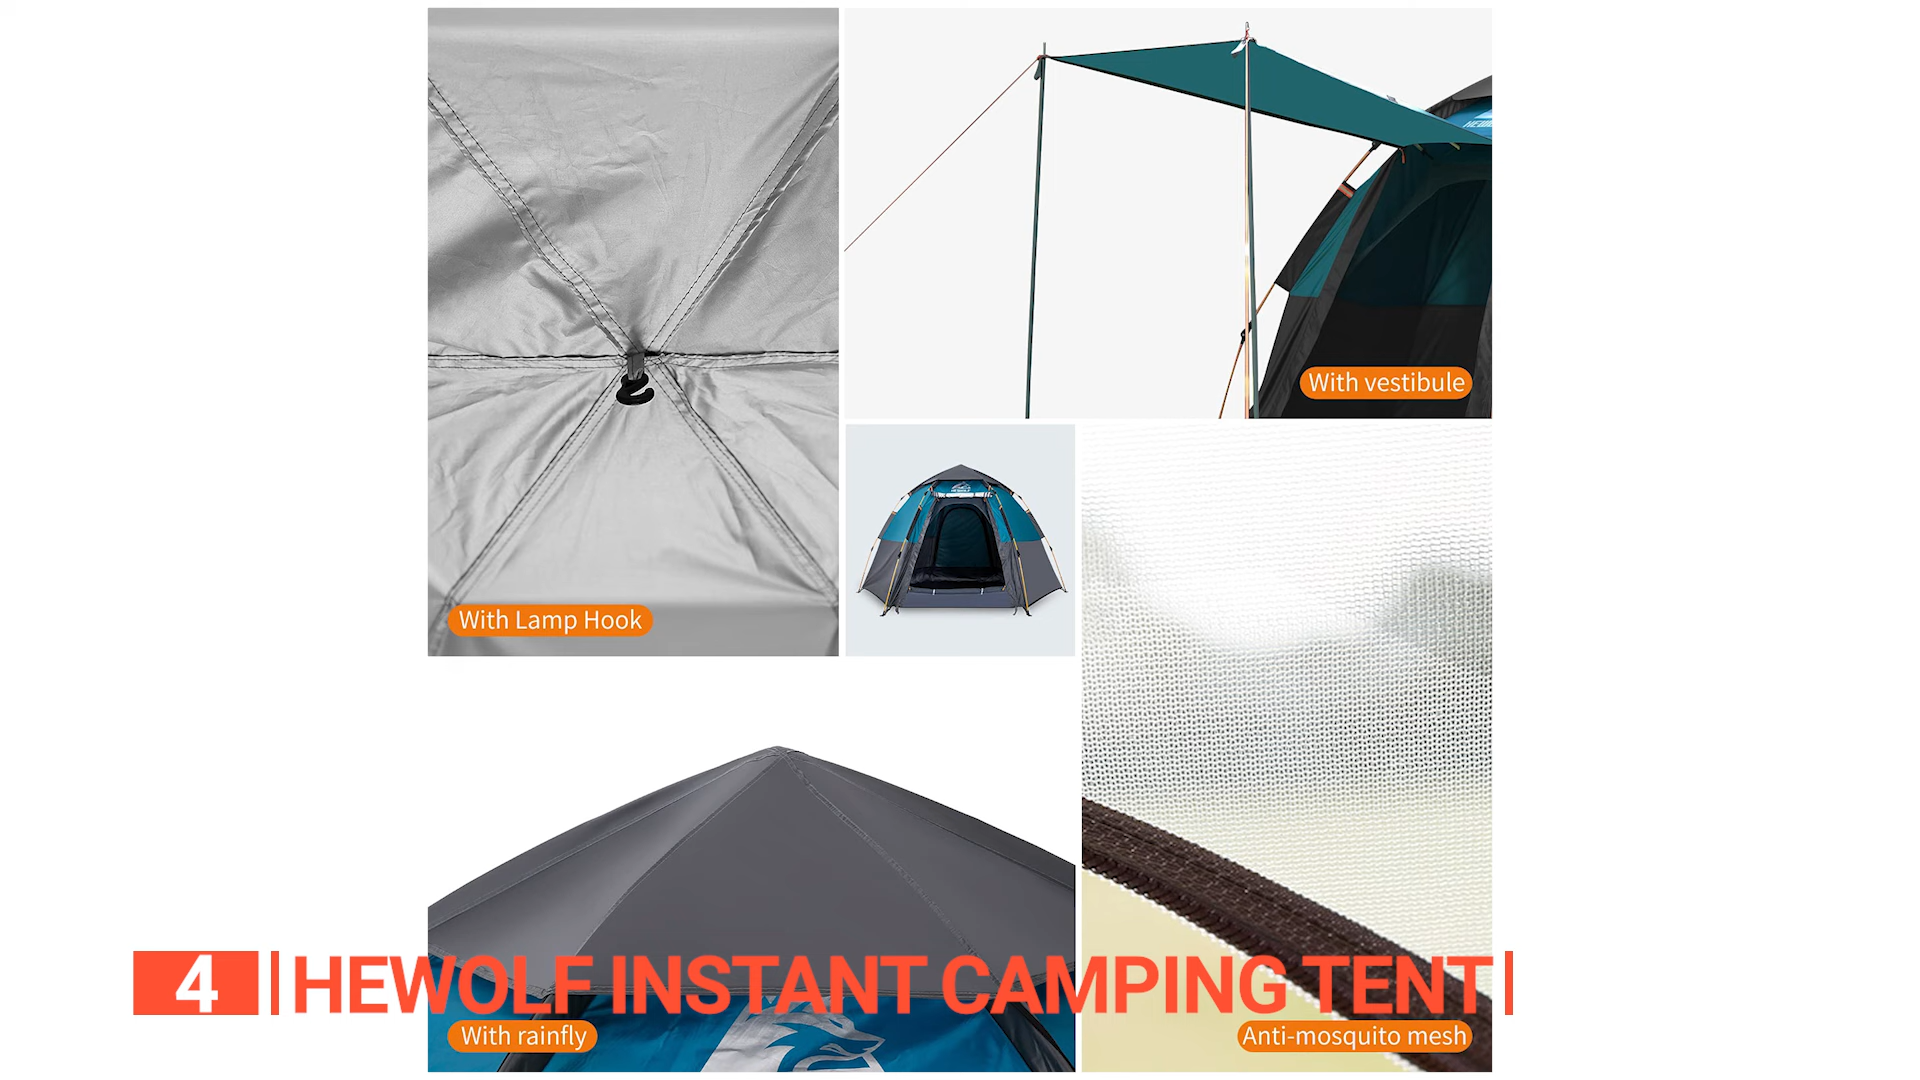 With vestibule
With Lamp Hook
4 HEWOLF INSTANT CAMPING TENT
With rainfly
Anti-mosquito mesh